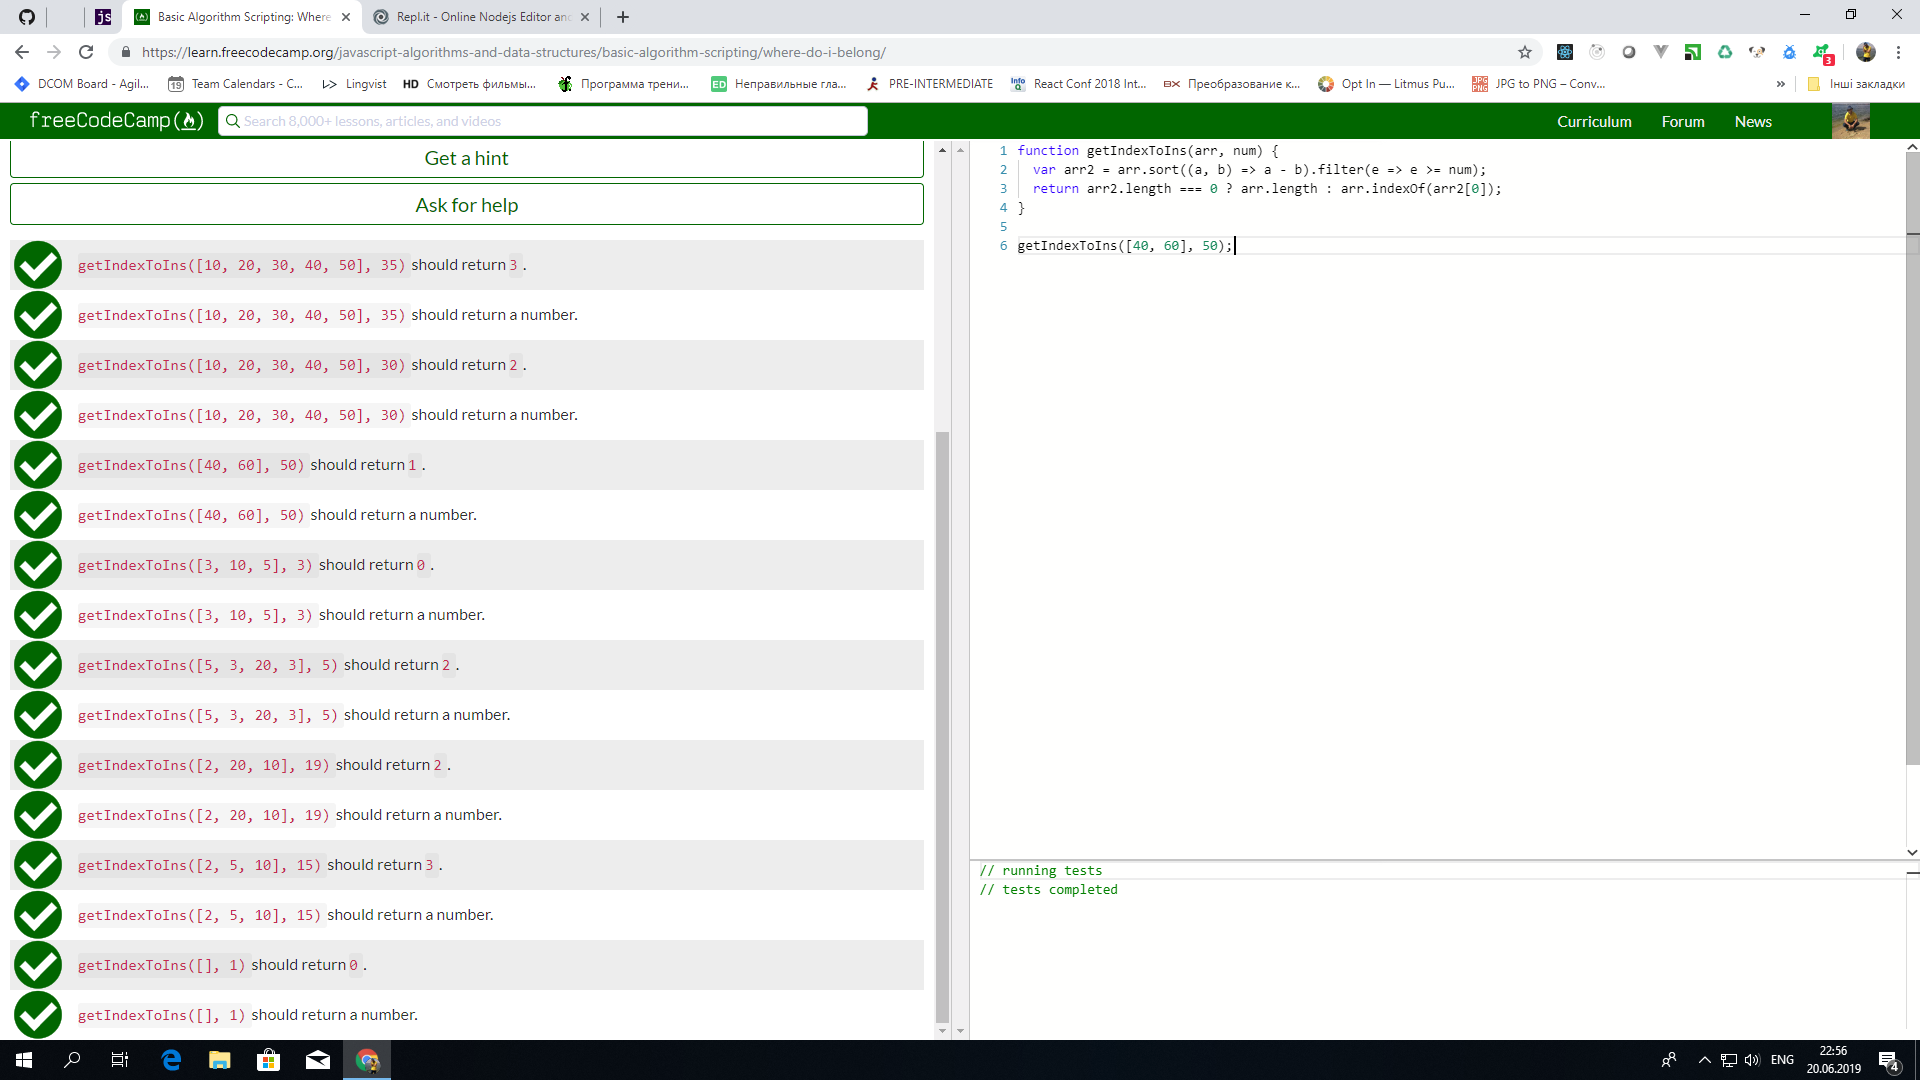 js
Basic Algorithm Scripting: Where
Repl.it - Online Nodejs Editor and
https://learn.freecodecamp.org/javascript-algorithms-and-data-structures/basic-algorithm-scripting/where-do-i-belong/
3
DCOM Board - Agil...
19
Team Calendars - C...
Lingvist
HD
Смотреть фильмы...
Программа трени...
ED
Неправильные гла...
PRE-INTERMEDIATE
React Conf 2018 Int...
Преобразование к...
Opt In — Litmus Pu...
JPG to PNG – Conv...
»
Інші закладки
freeCodeCamp
Search 8,000+ lessons, articles, and videos
Curriculum
Forum
News
Get a hint
Ask for help
getIndexToIns([10, 20, 30, 40, 50], 35) should return 3.
getIndexToIns([10, 20, 30, 40, 50], 35) should return a number.
getIndexToIns([10, 20, 30, 40, 50], 30) should return 2.
getIndexToIns([10, 20, 30, 40, 50], 30) should return a number.
getIndexToIns([40, 60], 50) should return 1.
getIndexToIns([40, 60], 50) should return a number.
getIndexToIns([3, 10, 5], 3) should return 0.
getIndexToIns([3, 10, 5], 3) should return a number.
getIndexToIns([5, 3, 20, 3], 5) should return 2.
getIndexToIns([5, 3, 20, 3], 5) should return a number.
getIndexToIns([2, 20, 10], 19) should return 2.
getIndexToIns([2, 20, 10], 19) should return a number.
getIndexToIns([2, 5, 10], 15) should return 3.
getIndexToIns([2, 5, 10], 15) should return a number.
getIndexToIns([], 1) should return 0.
getIndexToIns([], 1) should return a number.
1 function getIndexToIns(arr, num) {
2 var arr2 = arr.sort((a, b) => a - b).filter(e => e >= num);
3 return arr2.length === 0 ? arr.length : arr.indexOf(arr2[0]);
4 }
5
6 getIndexToIns([40, 60], 50);
// running tests
// tests completed
ENG
22:56
20.06.2019
4